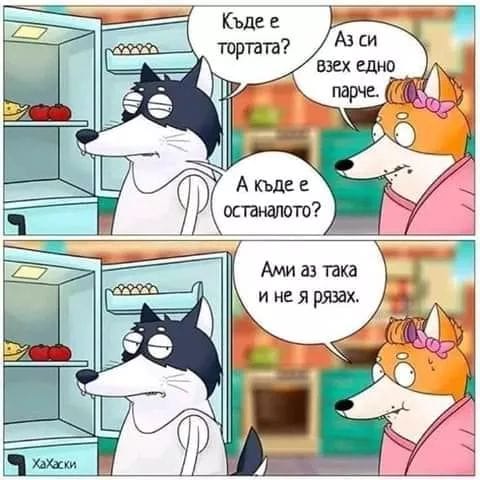 Къде е
тортата?
Аз си
взех едно
парче.
А къде е
останалото?
Ами аз така
и не я рязах.
ХаХаски